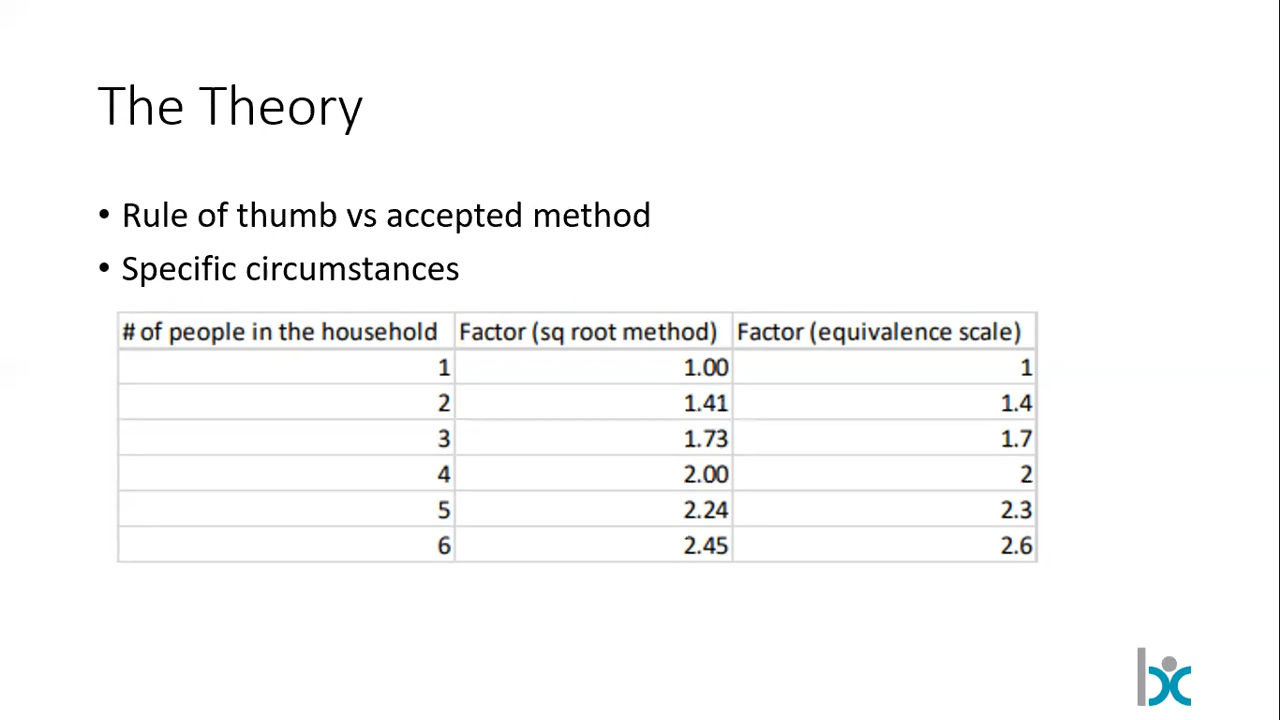 The Theory
• Rule of thumb vs accepted method
• Specific circumstances
# of people in the household Factor (sq root method) Factor (equivalence scale)
1 1.00 1
2 1.41 1.4
3 1.73 1.7
4 2.00 2
5 2.24 2.3
6 2.45 2.6